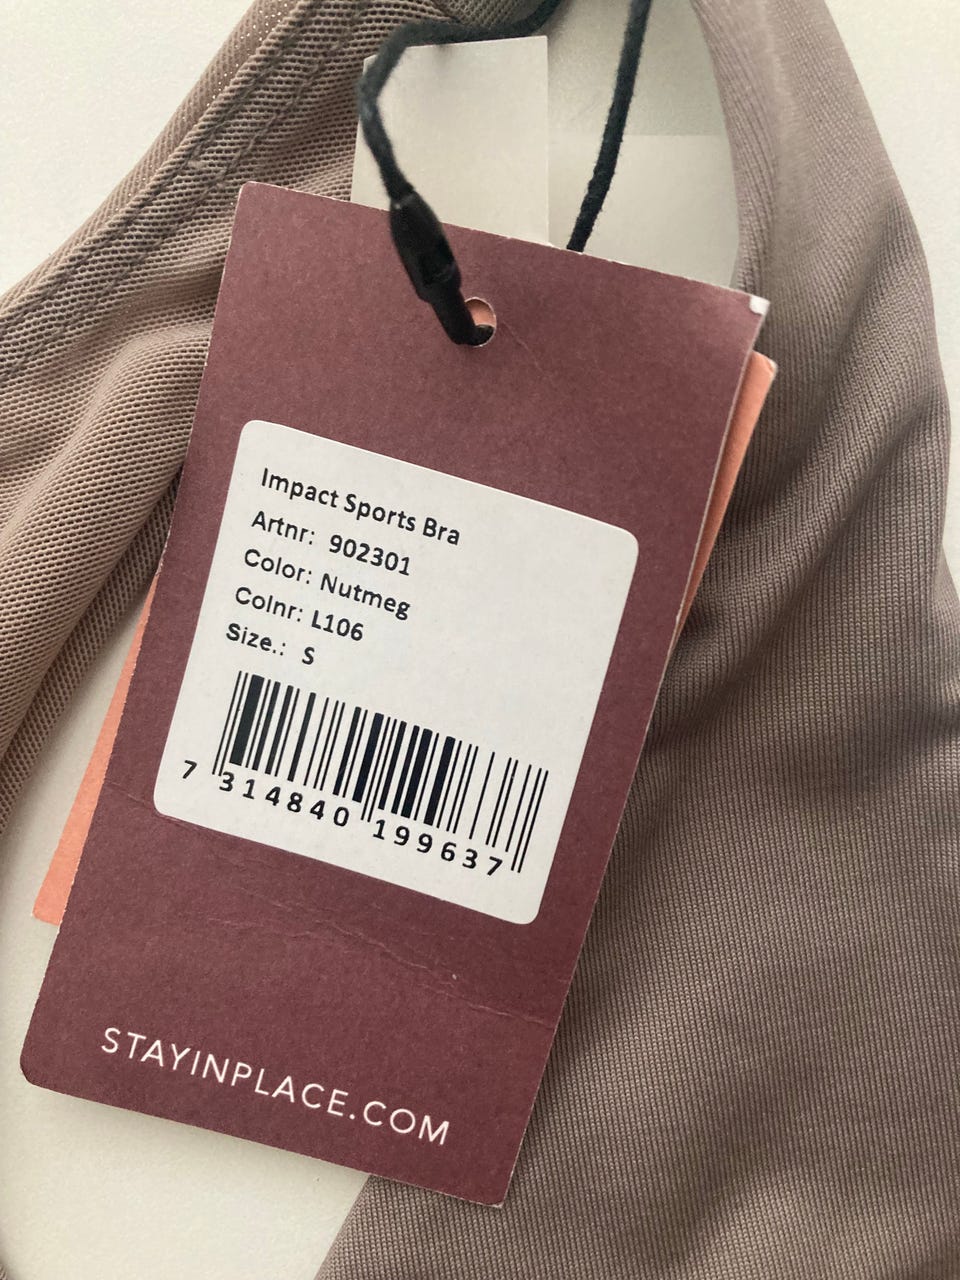 Impact Sports Bra
Artnr: 902301
Color: Nutmeg
Colnr: L106
Size.: S
7 314840 199637
STAYINPLACE.COM